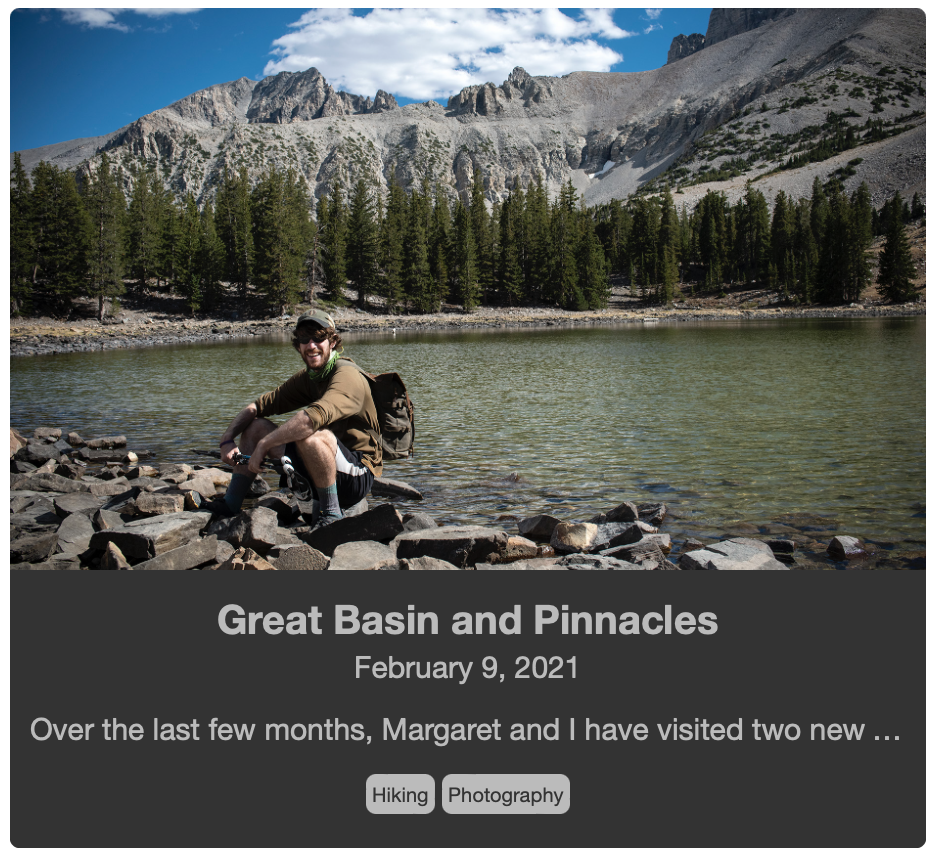 Great Basin and Pinnacles
February 9, 2021
Over the last few months, Margaret and I have visited two new …
Hiking
Photography